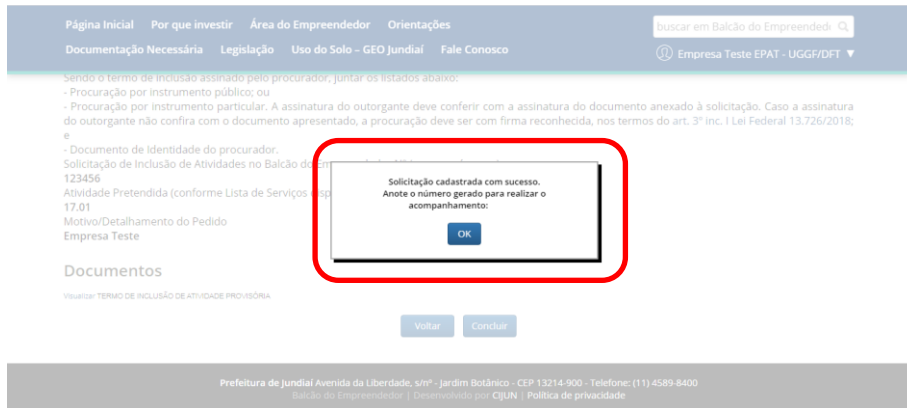 Página Inicial Por que investir Área do Empreendedor Orientações
buscar em Balcão do Empreendedo
Documentação Necessária Legislação Uso do Solo – GEO Jundiaí Fale Conosco
Empresa Teste EPAT - UGGF/DFT ▼
Sendo o termo de inclusão assinado pelo procurador, juntar os listados abaixo:
- Procuração por instrumento público; ou
- Procuração por instrumento particular. A assinatura do outorgante deve conferir com a assinatura do documento anexado à solicitação. Caso a assinatura
do outorgante não confira com o documento apresentado, a procuração deve ser com firma reconhecida, nos termos do art. 3º inc. I Lei Federal 13.726/2018;
e
- Documento de Identidade do procurador.
Solicitação de Inclusão de Atividades no Balcão do
123456
Atividade Pretendida (conforme Lista de Serviços
17.01
Motivo/Detalhamento do Pedido
Empresa Teste
Solicitação cadastrada com sucesso.
Anote o número gerado para realizar o
acompanhamento:
OK
Documentos
Visualizar TERMO DE INCLUSÃO DE ATIVIDADE PROVISÓRIA
Voltar Concluir
Prefeitura de Jundiaí Avenida da Liberdade, s/nº - Jardim Botânico - CEP 13214-900 - Telefone: (11) 4589-8400
Balcão do Empreendedor | Desenvolvido por CIJUN | Política de privacidade